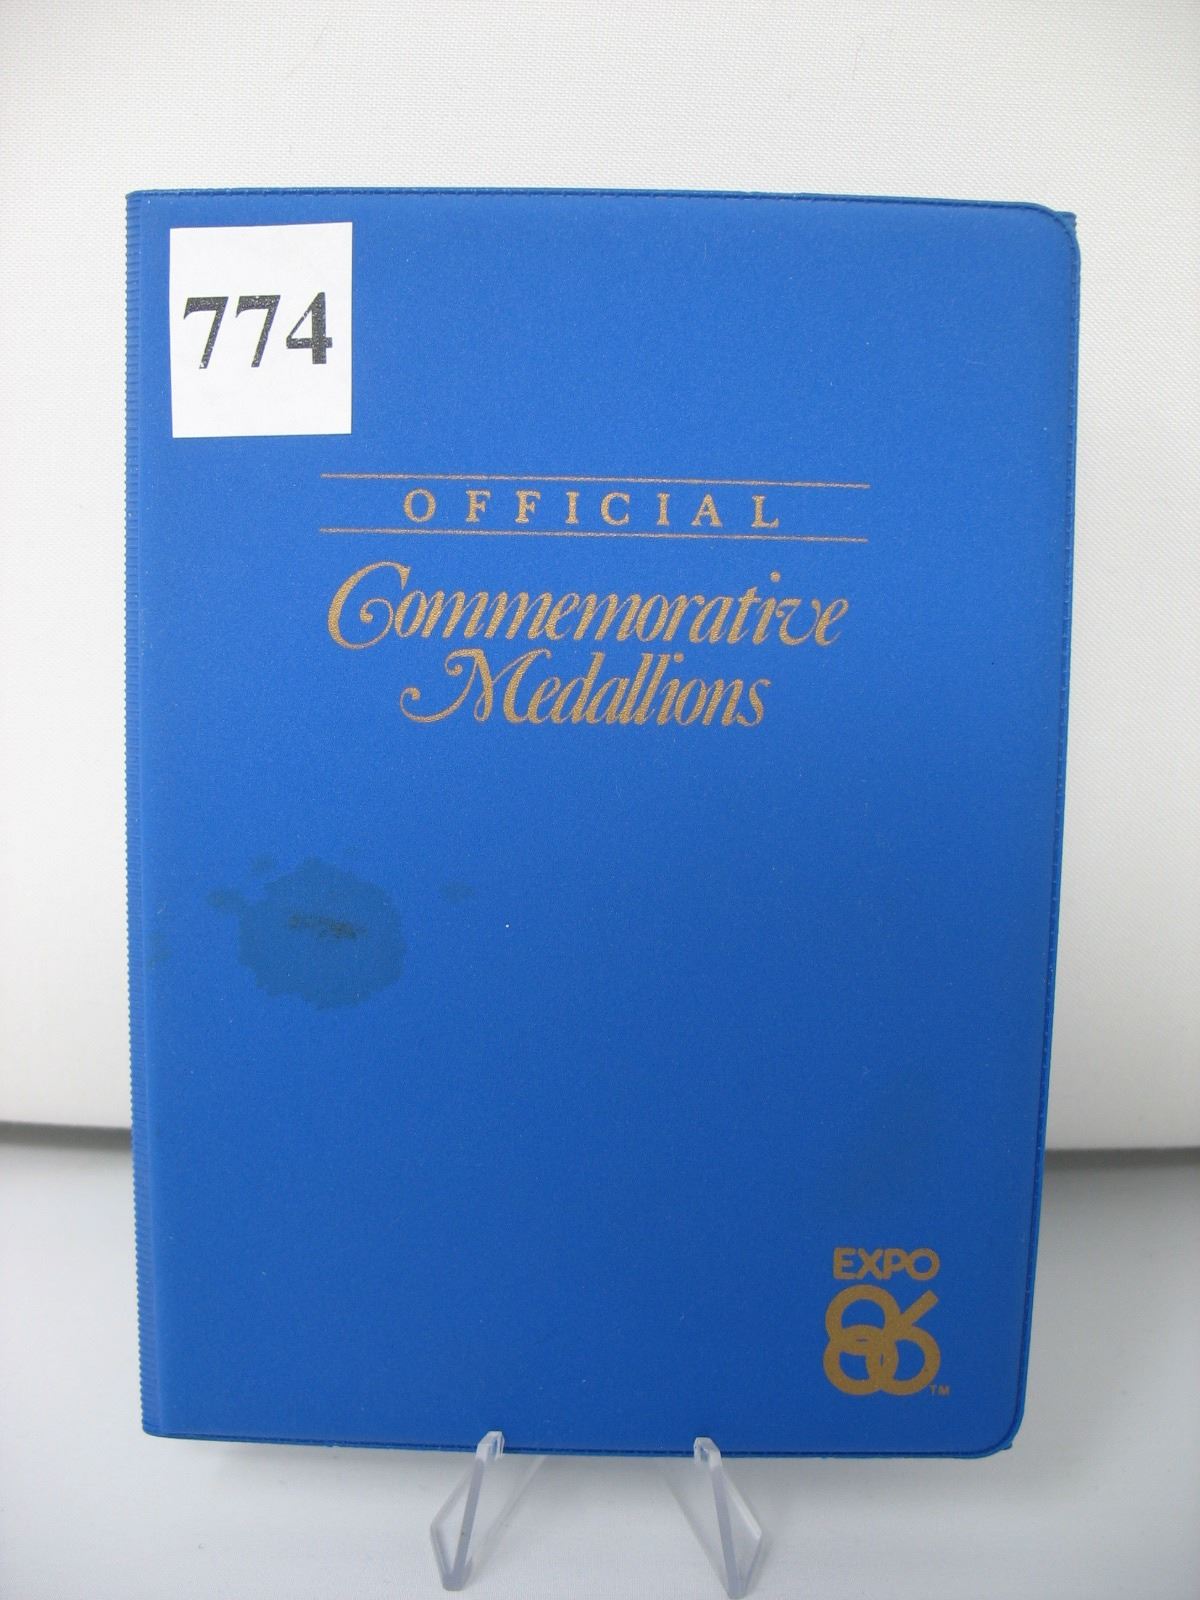 774
OFFICIAL
Commemorative
Medallions
EXPO
86
TM